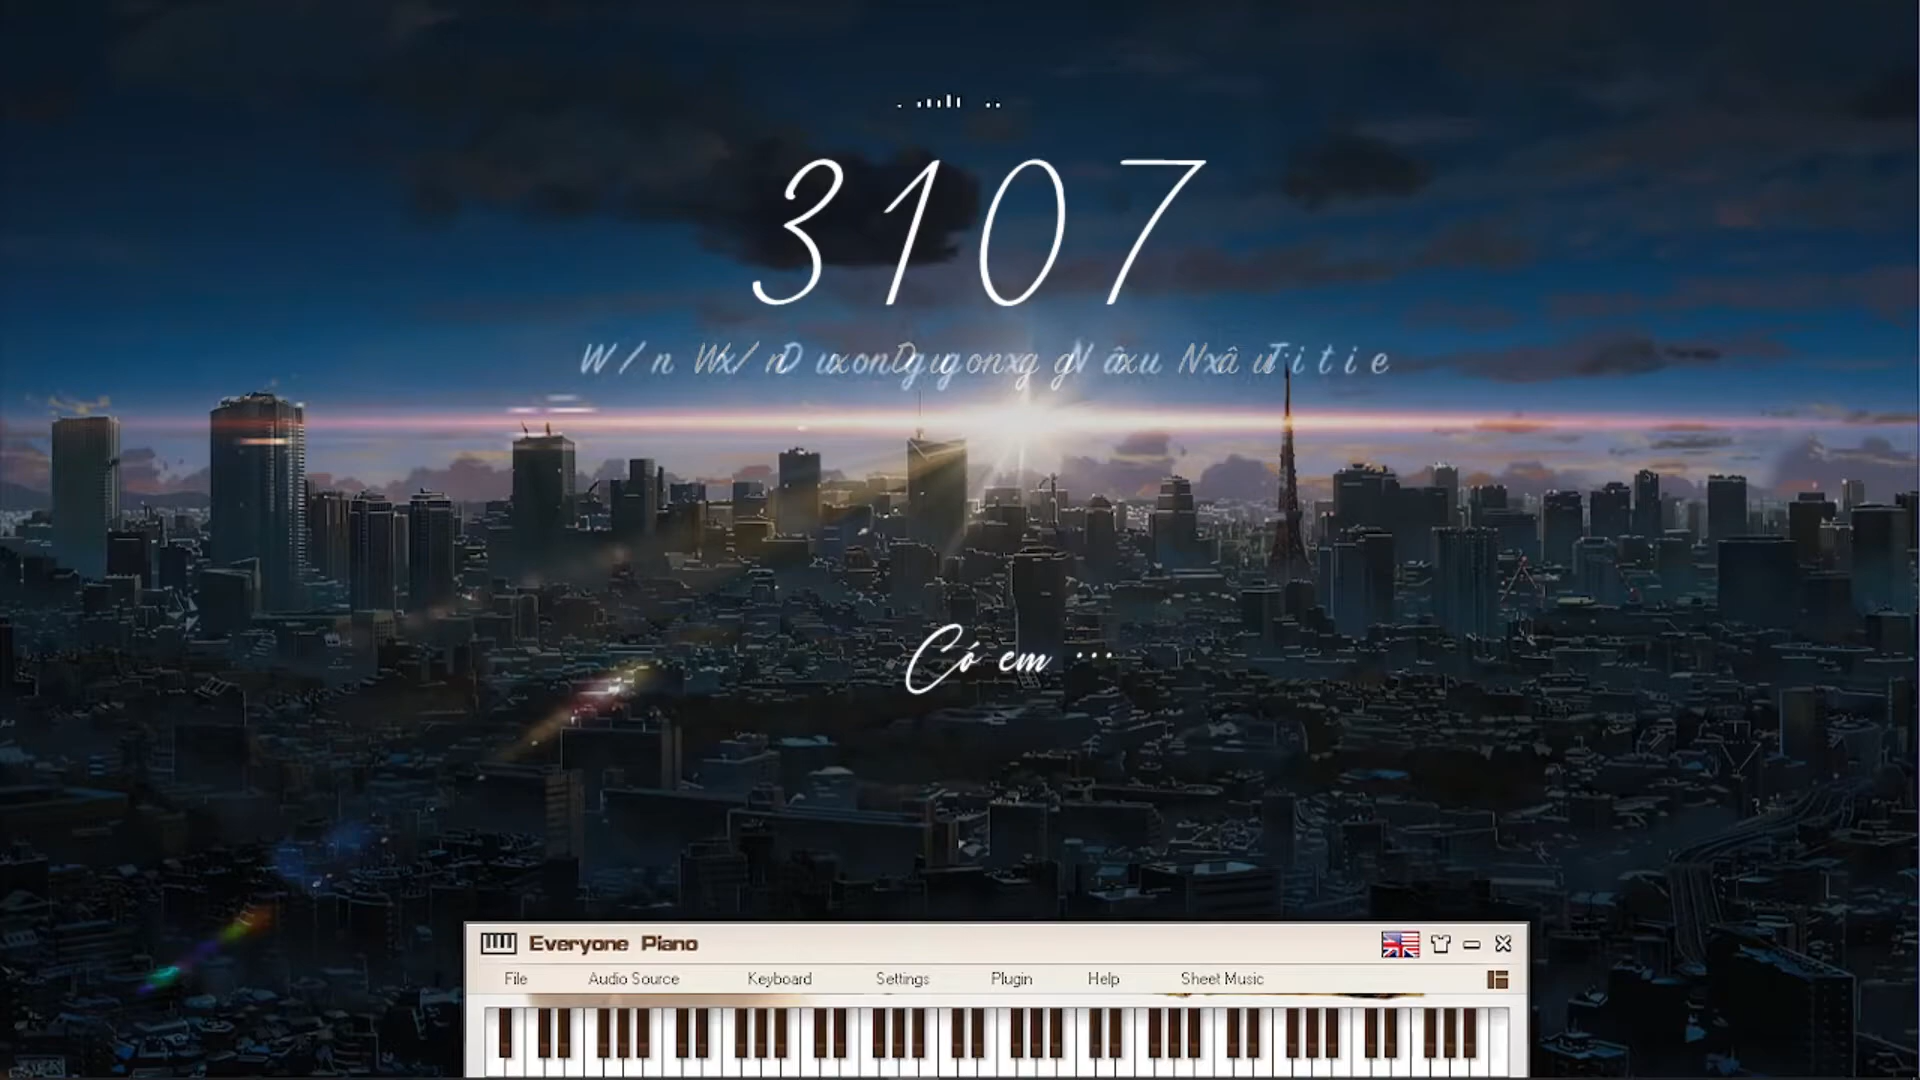 3107
Có em ...
Everyone Piano
File Audio Source Keyboard Settings Plugin Help Sheet Music